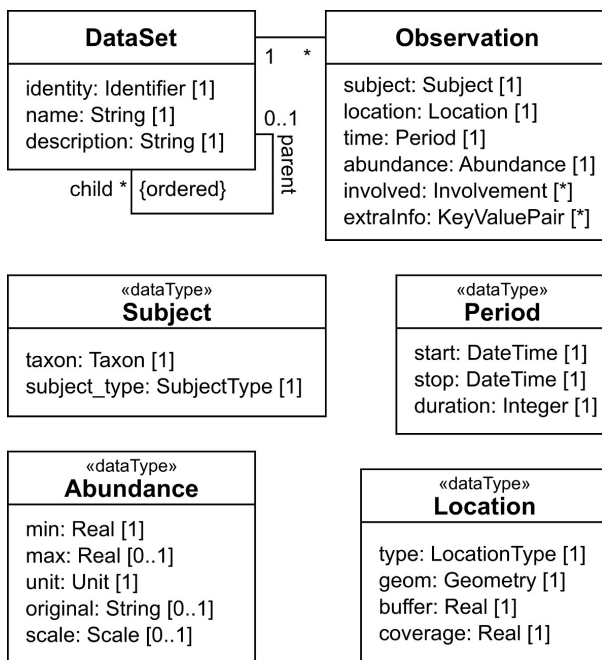 DataSet
identity: Identifier [1]
name: String [1]
description: String [1]
1 *
0..1
parent
child * {ordered}
Observation
subject: Subject [1]
location: Location [1]
time: Period [1]
abundance: Abundance [1]
involved: Involvement [*]
extraInfo: KeyValuePair [*]
«dataType»
Subject
taxon: Taxon [1]
subject_type: SubjectType [1]
«dataType»
Period
start: DateTime [1]
stop: DateTime [1]
duration: Integer [1]
«dataType»
Abundance
min: Real [1]
max: Real [0..1]
unit: Unit [1]
original: String [0..1]
scale: Scale [0..1]
«dataType»
Location
type: LocationType [1]
geom: Geometry [1]
buffer: Real [1]
coverage: Real [1]